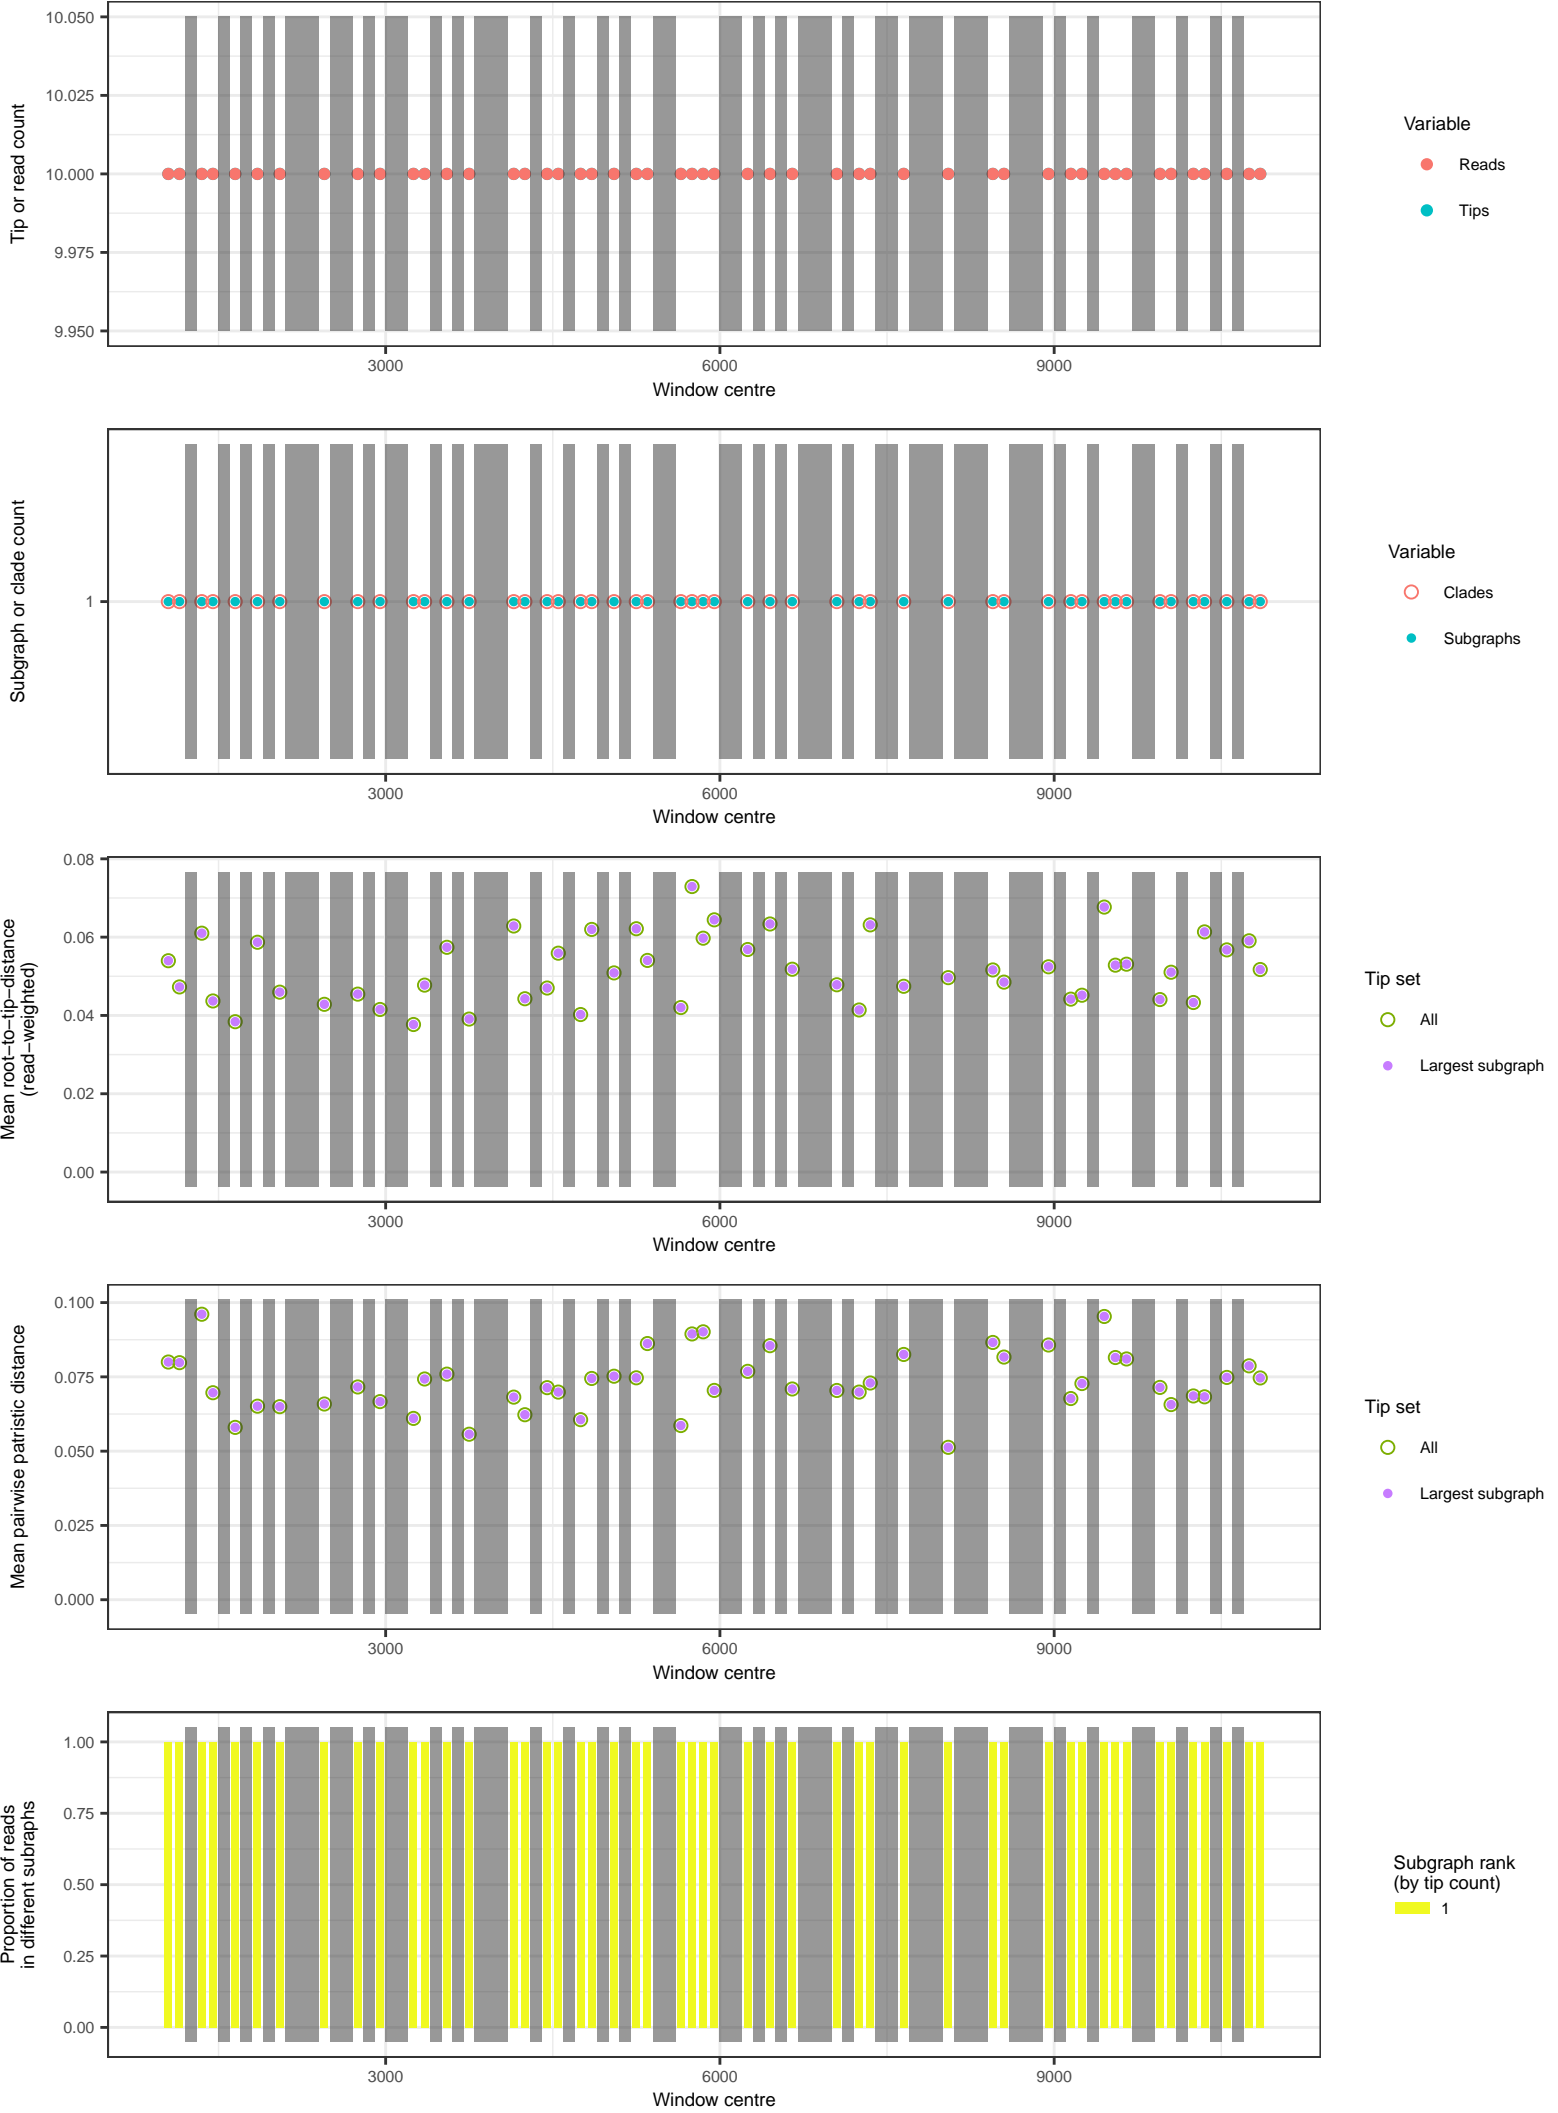 10.050
10.025
10.000
9.975
9.950
Tip or read count
3000
6000
9000
Window centre
Variable
Reads
Tips
1
Subgraph or clade count
3000
6000
9000
Window centre
Variable
Clades
Subgraphs
0.08
0.06
0.04
0.02
0.00
Mean root−to−tip−distance
(read−weighted)
3000
6000
9000
Window centre
Tip set
All
Largest subgraph
0.100
0.075
0.050
0.025
0.000
Mean pairwise patristic distance
3000
6000
9000
Window centre
Tip set
All
Largest subgraph
1.00
0.75
0.50
0.25
0.00
Proportion of reads
in different subraphs
3000
6000
9000
Window centre
Subgraph rank
(by tip count)
1